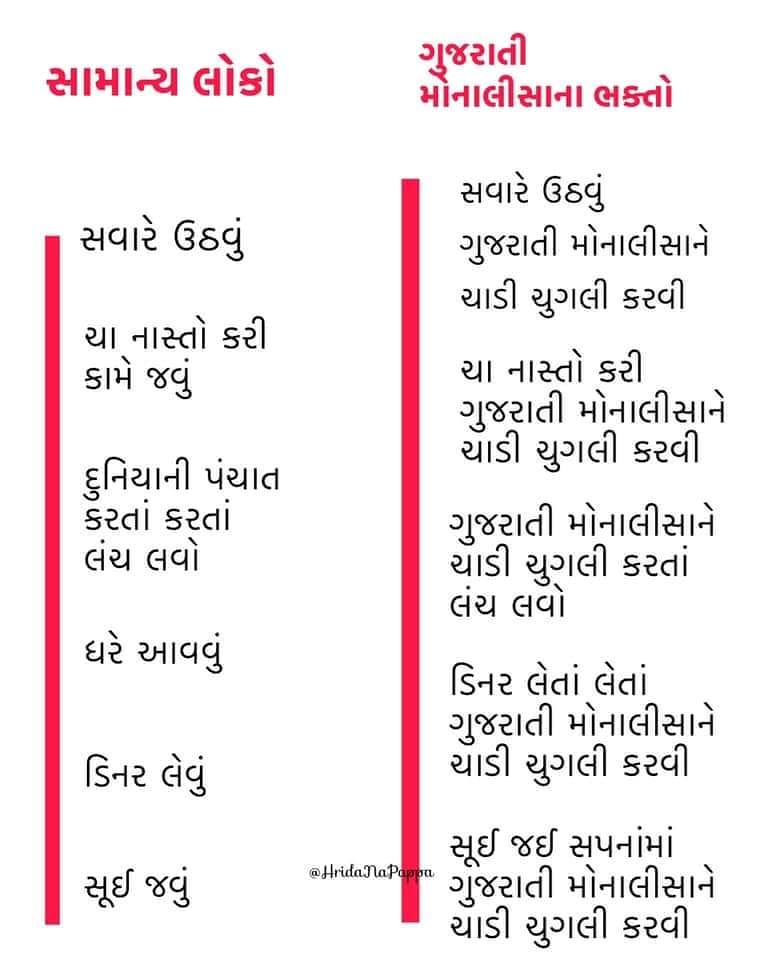 સામાન્ય લોકો
સવારે ઉઠવું
ચા નાસ્તો કરી
કામે જવું
દુનિયાની પંચાત
કરતાં કરતાં
લંચ લવો
ધરે આવવું
ડિનર લેવું
સૂઈ જવું
ગુજરાતી
મોનાલીસાના ભક્તો
સવારે ઉઠવું
ગુજરાતી મોનાલીસાને
ચાડી ચુગલી કરવી
ચા નાસ્તો કરી
ગુજરાતી મોનાલીસાને
ચાડી ચુગલી કરવી
ગુજરાતી મોનાલીસાને
ચાડી ચુગલી કરતાં
લંચ લવો
ડિનર લેતાં લેતાં
ગુજરાતી મોનાલીસાને
ચાડી ચુગલી કરવી
સૂઈ જઈ સપનાંમાં
ગુજરાતી મોનાલીસાને
ચાડી ચુગલી કરવી
@HridaNaPappa